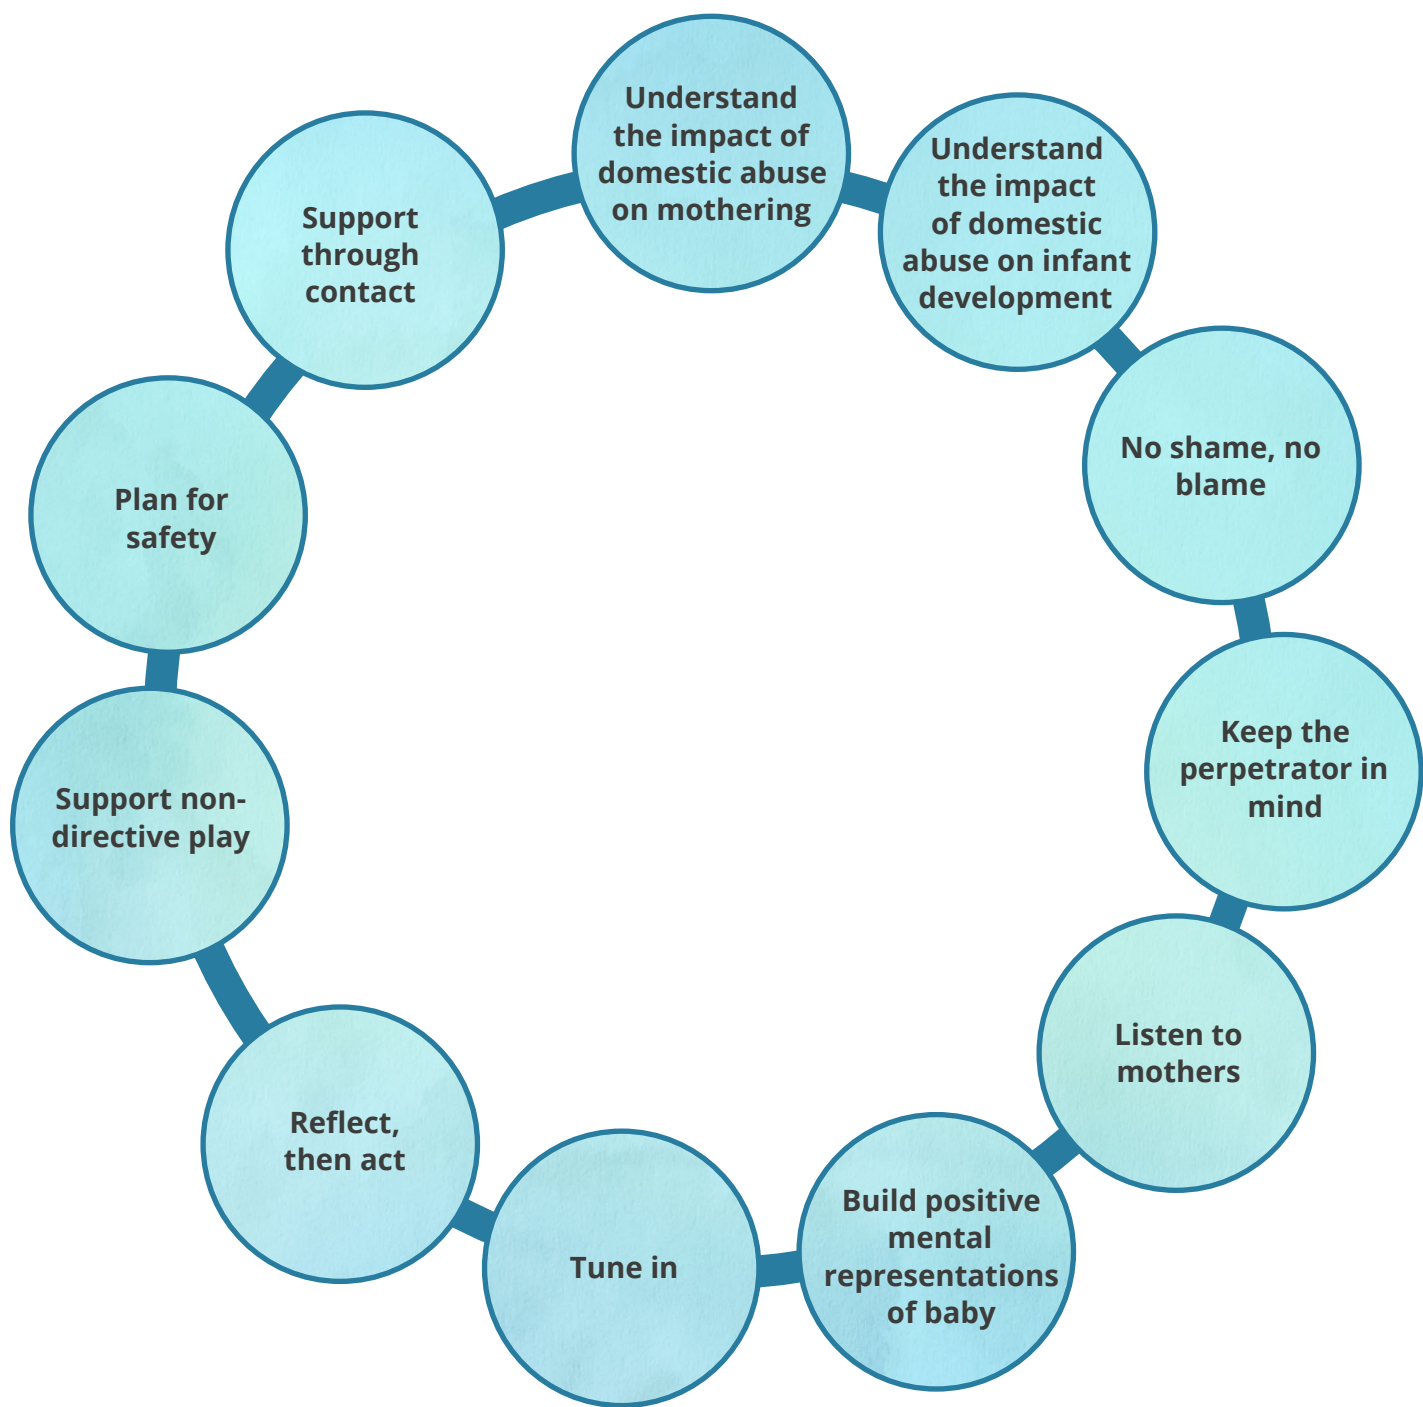 Understand
the impact of
domestic abuse
on mothering
Understand
the impact
of domestic
abuse on infant
development
No shame, no
blame
Keep the
perpetrator in
mind
Listen to
mothers
Build positive
mental
representations
of baby
Tune in
Reflect,
then act
Support non-
directive play
Plan for
safety
Support
through
contact